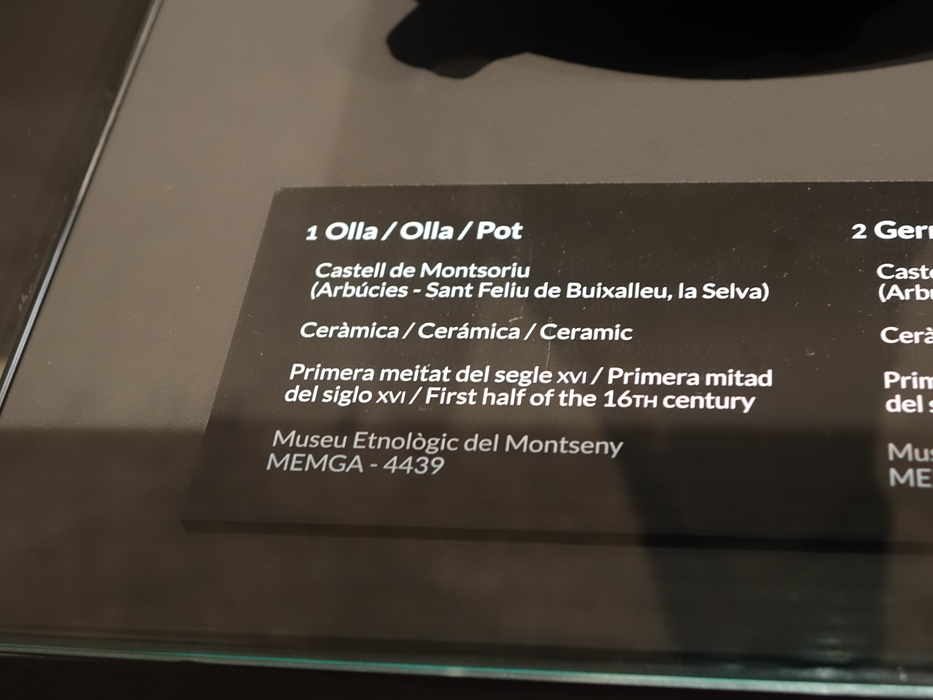 1 Olla / Olla / Pot
Castell de Montsoriu
(Arbúcies - Sant Feliu de Buixalleu, la Selva)
Ceràmica / Cerámica / Ceramic
Primera meitat del segle XVI / Primera mitad
del siglo XVI / First half of the 16TH century
Museu Etnològic del Montseny
MEMGA - 4439
2
del